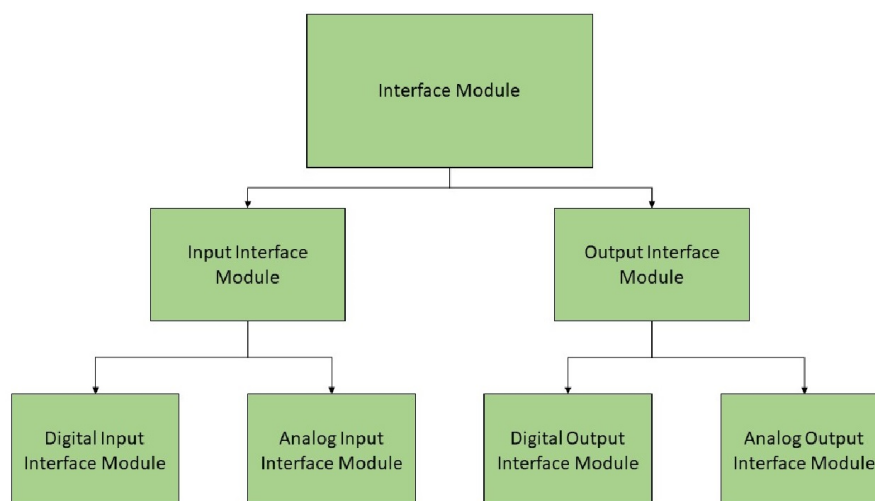 Interface Module
Input Interface
Module
Output Interface
Module
Digital Input
Interface Module
Analog Input
Interface Module
Digital Output
Interface Module
Analog Output
Interface Module